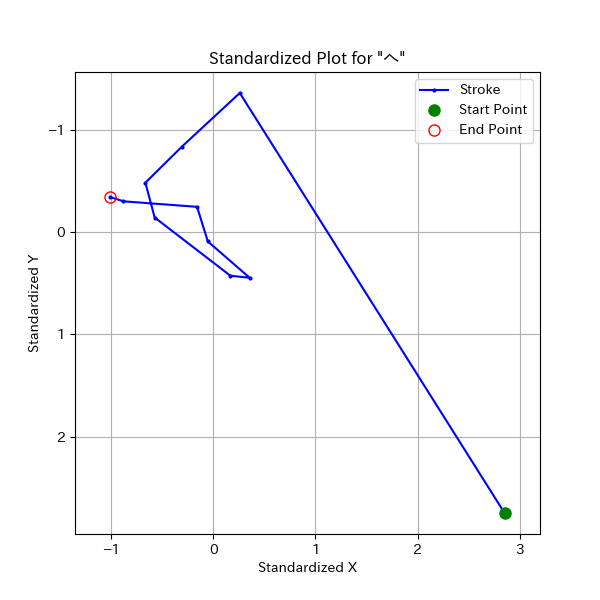 Standardized Plot for "へ"
Stroke
Start Point
End Point
−1
0
1
2
Standardized Y
−1 0 1 2 3
Standardized X